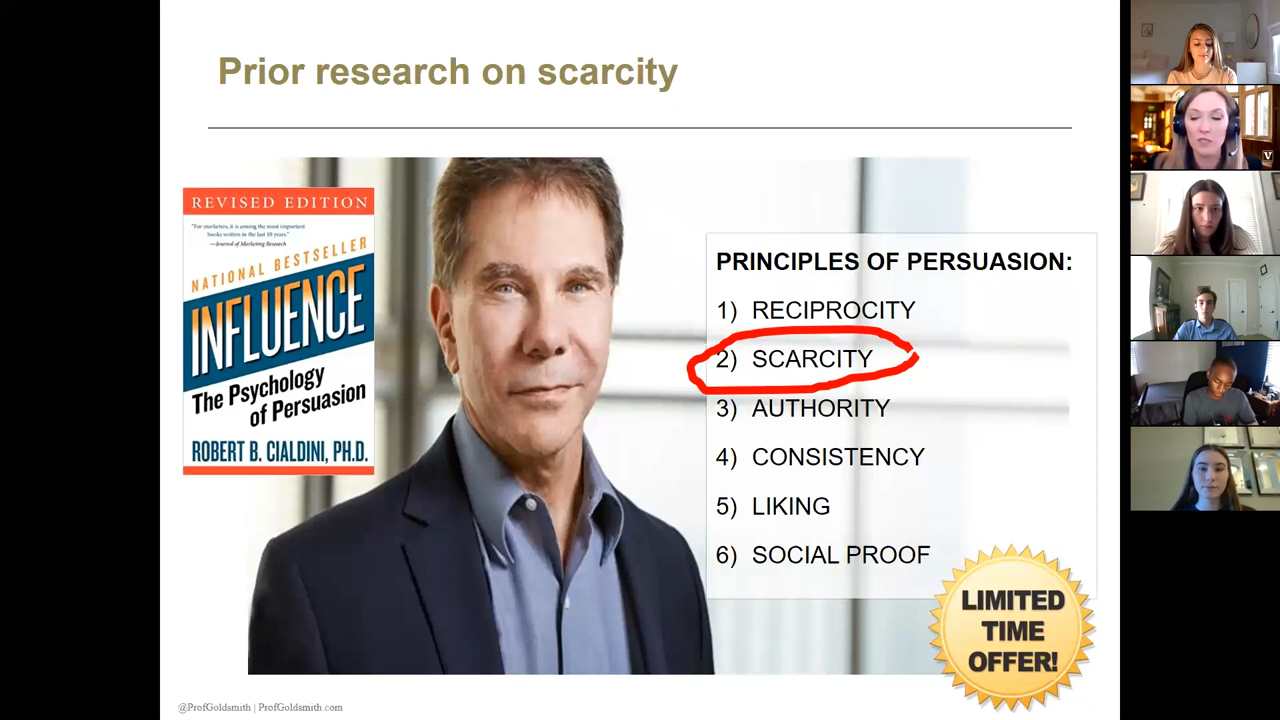 Prior research on scarcity
REVISED EDITION
"For marketers, it is among the most important
books written in the last 10 years."
—Journal of Marketing Research
NATIONAL BESTSELLER
INFLUENCE
The Psychology
of Persuasion
ROBERT B. CIALDINI, PH.D.
PRINCIPLES OF PERSUASION:
1) RECIPROCITY
2) SCARCITY
3) AUTHORITY
4) CONSISTENCY
5) LIKING
6) SOCIAL PROOF
LIMITED
TIME
OFFER!
@ProfGoldsmith | ProfGoldsmith.com
V